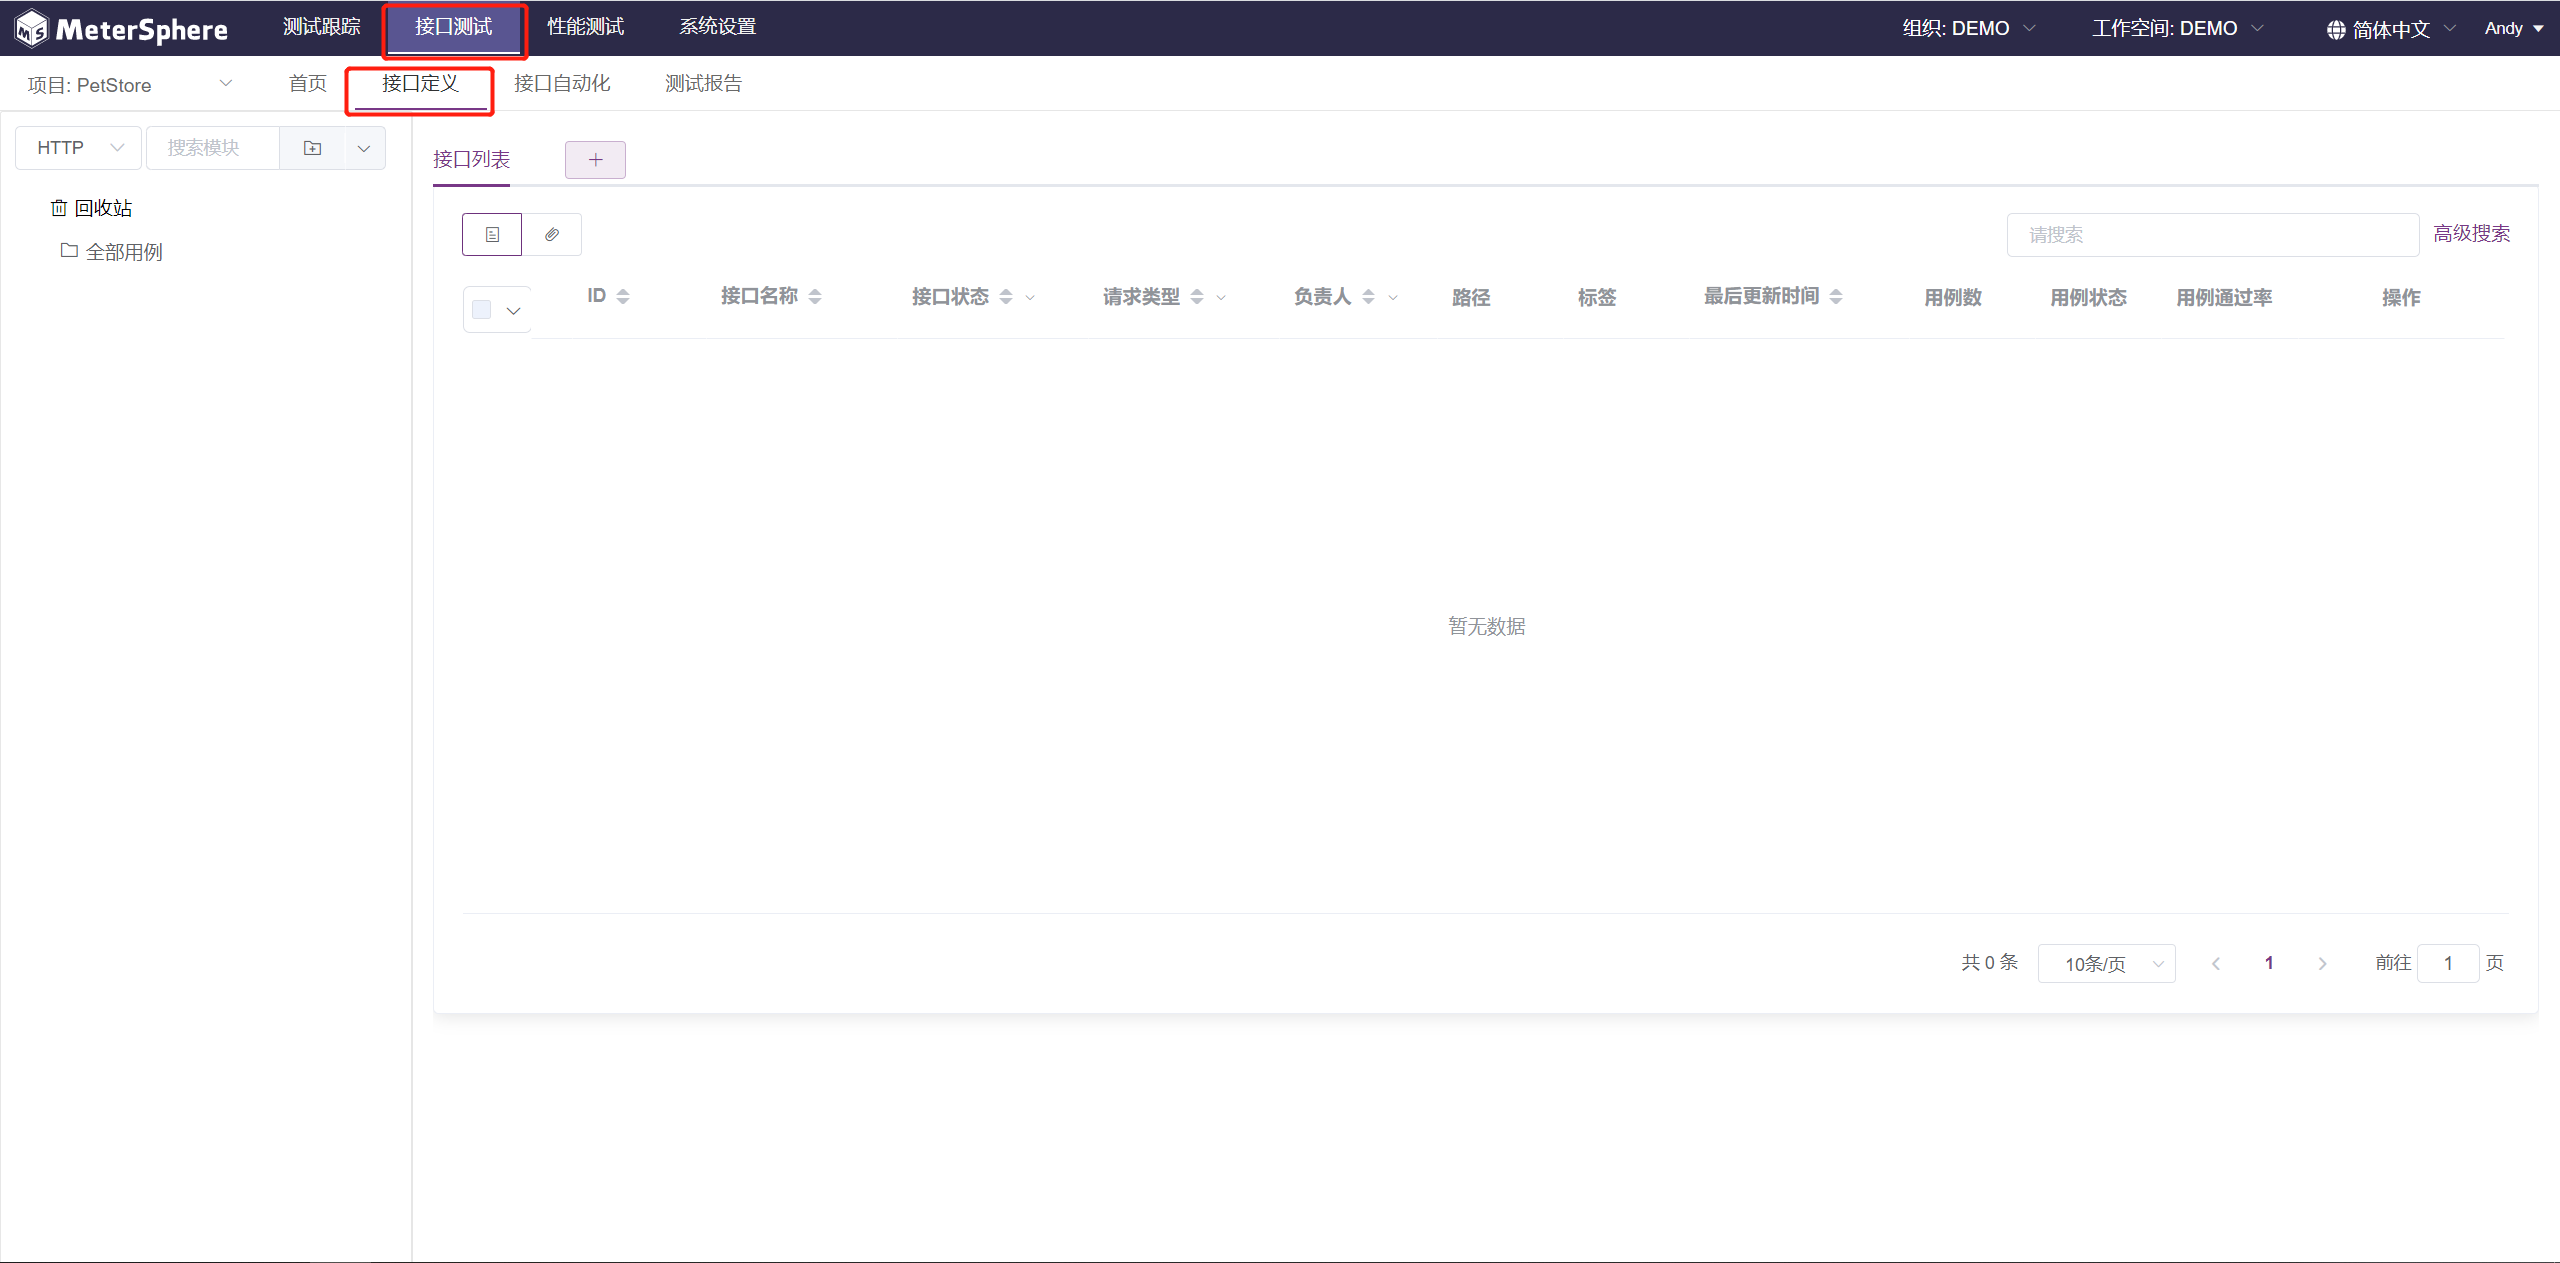 MeterSphere 测试跟踪 接口测试 性能测试 系统设置 组织: DEMO 工作空间: DEMO 简体中文 Andy
项目: PetStore 首页 接口定义 接口自动化 测试报告
HTTP 搜索模块
回收站
全部用例
接口列表
请搜索 高级搜索
ID 接口名称 接口状态 请求类型 负责人 路径 标签 最后更新时间 用例数 用例状态 用例通过率 操作
暂无数据
共 0 条 10条/页 1 前往 1 页